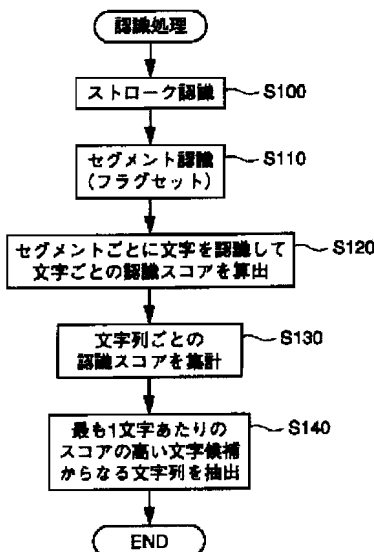 認識処理
ストローク認識
S100
セグメント認識
(フラグセット)
S110
セグメントごとに文字を認識して
文字ごとの認識スコアを算出
S120
文字列ごとの
認識スコアを集計
S130
最も1文字あたりの
スコアの高い文字候補
からなる文字列を抽出
S140
END